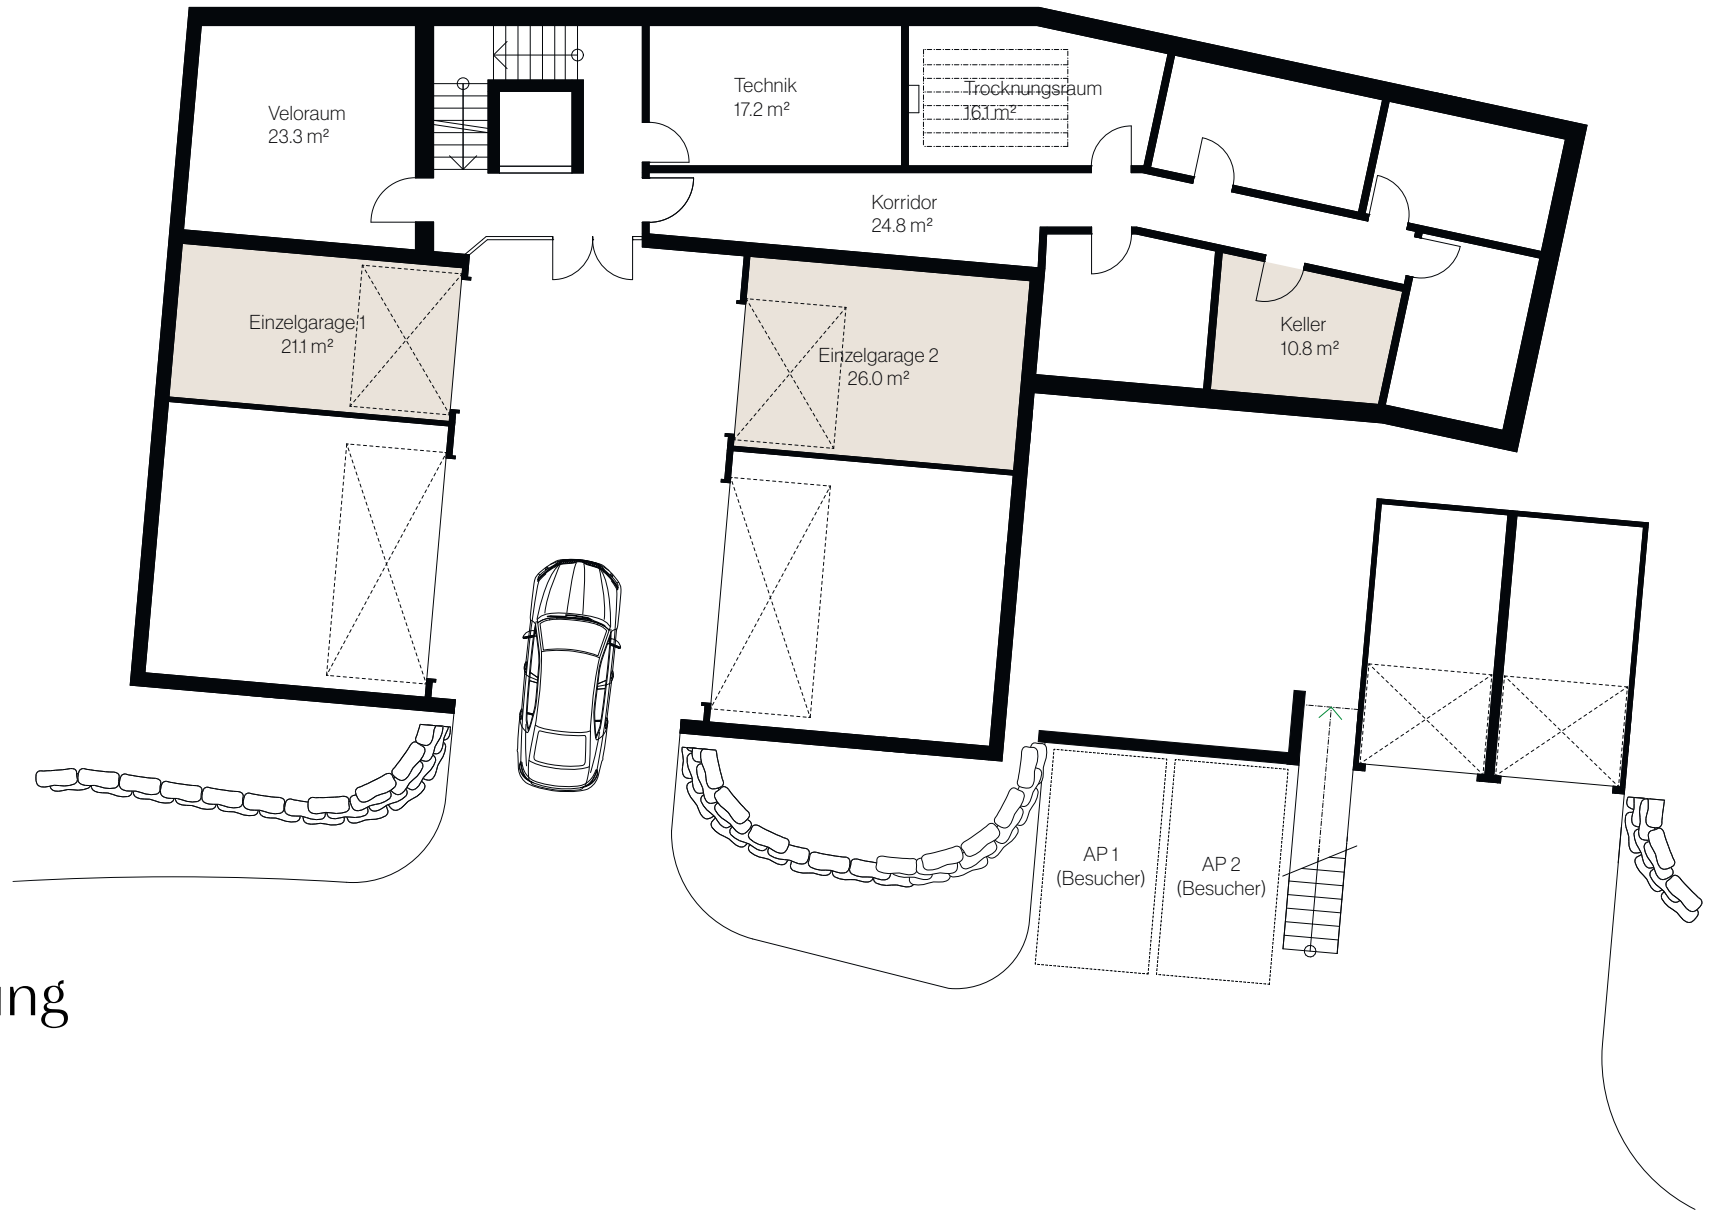 Veloraum
23.3 m²
Technik
17.2 m²
Trocknungsraum
16.1 m²
Korridor
24.8 m²
Einzelgarage 1
21.1 m²
Einzelgarage 2
26.0 m²
Keller
10.8 m²
AP 1
(Besucher)
AP 2
(Besucher)
ung